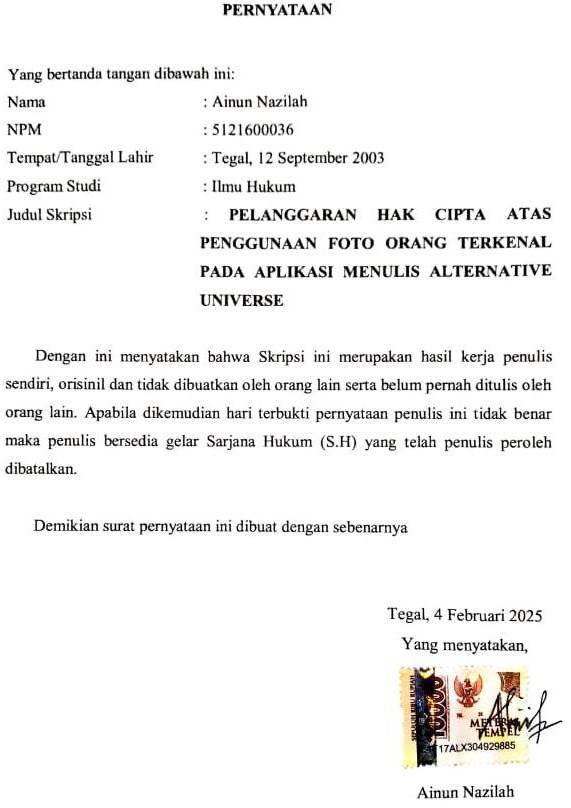 PERNYATAAN
Yang bertanda tangan dibawah ini:
Nama : Ainun Nazilah
NPM : 5121600036
Tempat/Tanggal Lahir : Tegal, 12 September 2003
Program Studi : Ilmu Hukum
Judul Skripsi : PELANGGARAN HAK CIPTA ATAS
PENGGUNAAN FOTO ORANG TERKENAL
PADA APLIKASI MENULIS ALTERNATIVE
UNIVERSE
Dengan ini menyatakan bahwa Skripsi ini merupakan hasil kerja penulis
sendiri, orisinil dan tidak dibuatkan oleh orang lain serta belum pernah ditulis oleh
orang lain. Apabila dikemudian hari terbukti pernyataan penulis ini tidak benar
maka penulis bersedia gelar Sarjana Hukum (S.H) yang telah penulis peroleh
dibatalkan.
Demikian surat pernyataan ini dibuat dengan sebenarnya
Tegal, 4 Februari 2025
Yang menyatakan,
SEPULUH RIBU RUPIAH
10000
TEMPEL
17ALX304929885
Ainun Nazilah